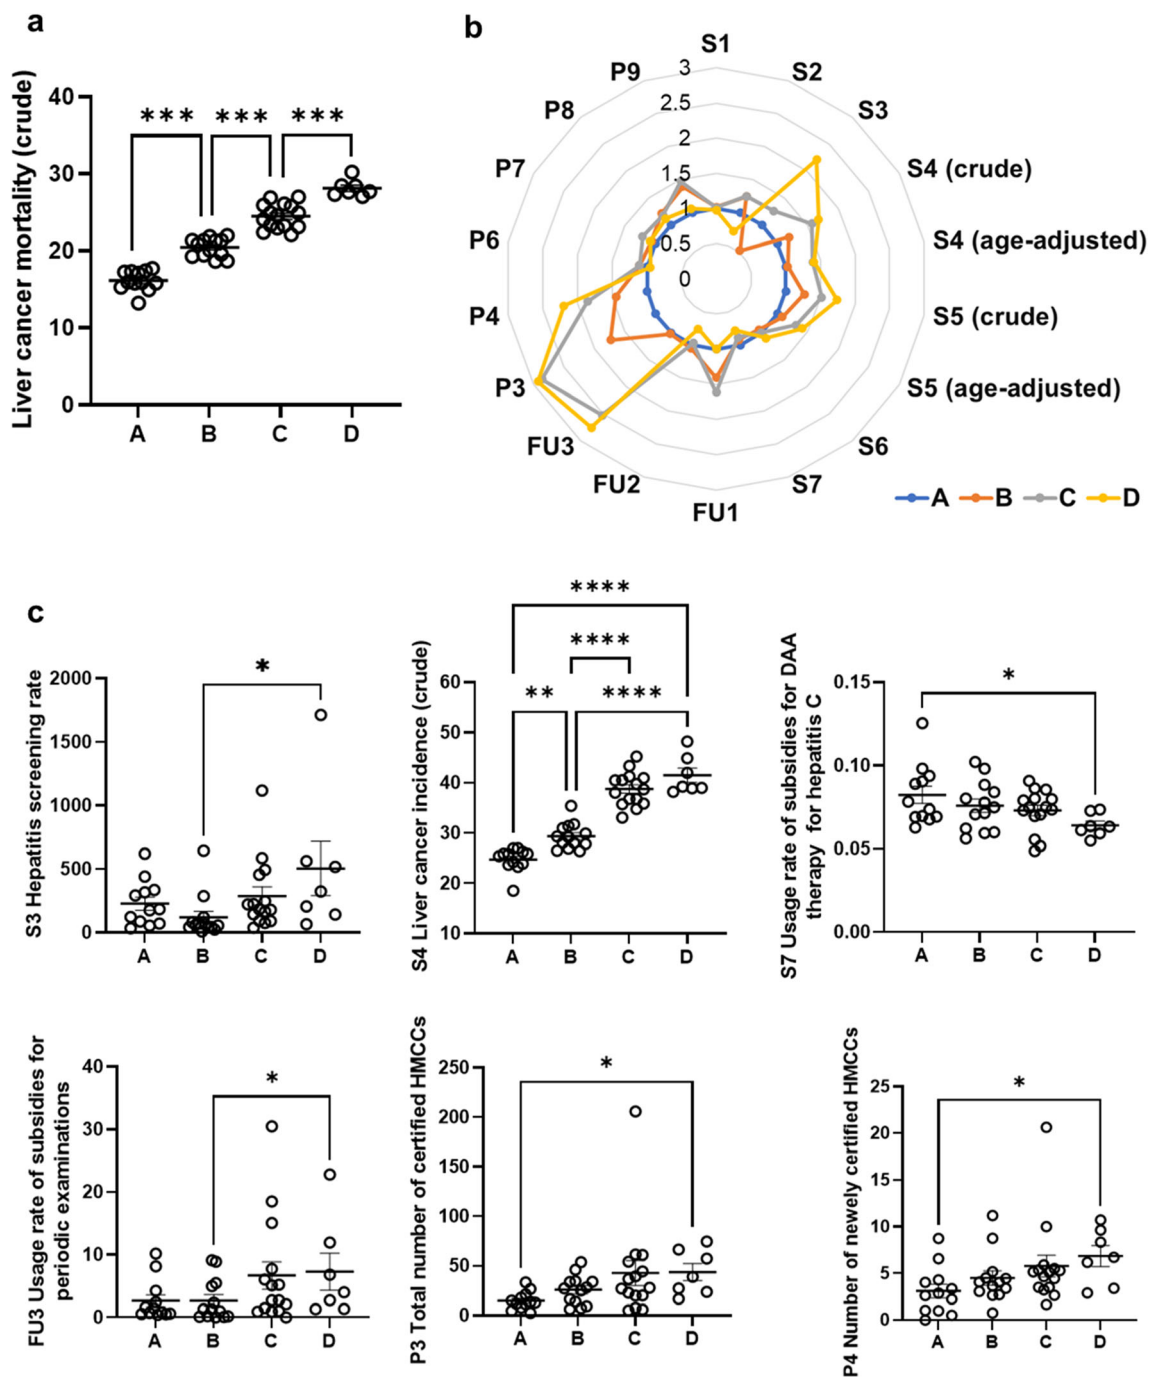 a
Liver cancer mortality (crude)
40
30
20
10
0
***
***
***
A B C D
b
S1
S2
S3
S4 (crude)
S4 (age-adjusted)
S5 (crude)
S5 (age-adjusted)
S6
S7
FU1
FU2
FU3
P3
P4
P6
P7
P8
P9
3
2.5
2
1.5
1
0.5
0
A B C D
c
S3 Hepatitis screening rate
2000
1500
1000
500
0
*
A B C D
S4 Liver cancer incidence (crude)
60
50
40
30
20
10
****
****
**
****
A B C D
S7 Usage rate of subsidies for DAA
therapy for hepatitis C
0.15
0.10
0.05
0.00
*
A B C D
FU3 Usage rate of subsidies for
periodic examinations
40
30
20
10
0
*
A B C D
P3 Total number of certified HMCCs
250
200
150
100
50
0
*
A B C D
P4 Number of newely certified HMCCs
25
20
15
10
5
0
*
A B C D